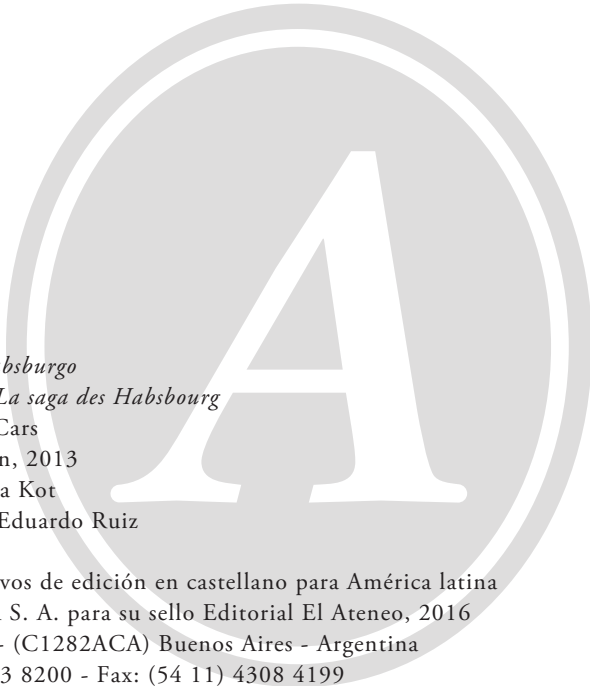 absburgo
La saga des Habsbourg
Cars
n, 2013
a Kot
Eduardo Ruiz
vos de edición en castellano para América latina
S. A. para su sello Editorial El Ateneo, 2016
- (C1282ACA) Buenos Aires - Argentina
3 8200 - Fax: (54 11) 4308 4199
A